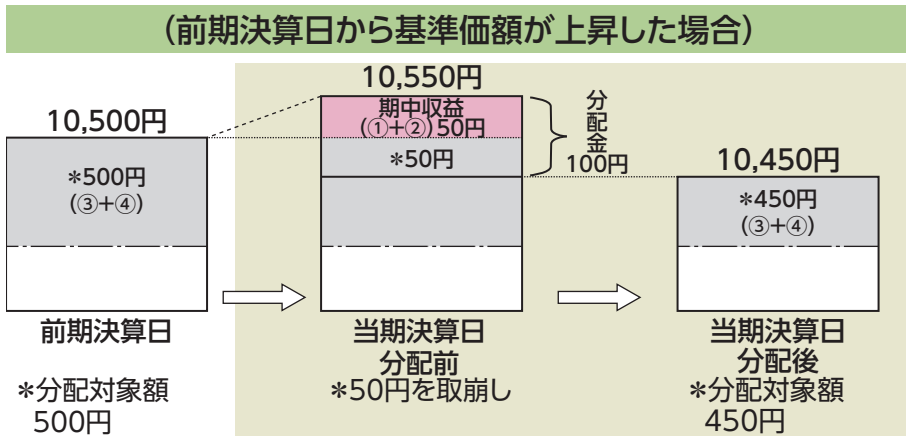 （前期決算日から基準価額が上昇した場合）
10,500円
＊500円
（③＋④）
前期決算日
＊分配対象額
500円
10,550円
期中収益
（①＋②）50円
＊50円
分配金
100円
当期決算日
分配前
＊50円を取崩し
10,450円
＊450円
（③＋④）
当期決算日
分配後
＊分配対象額
450円